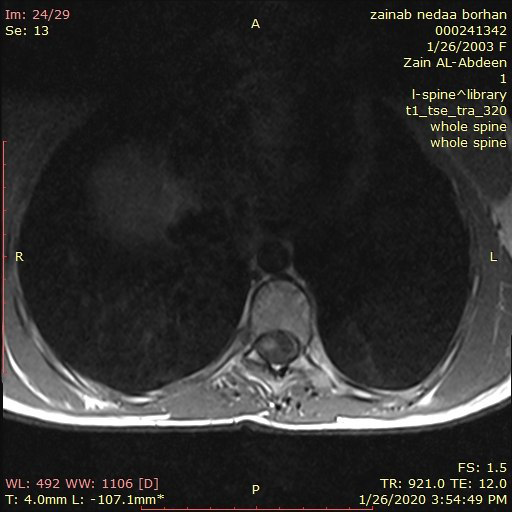 Im: 24/29
Se: 13
A
zainab nedaa borhan
000241342
1/26/2003 F
Zain AL-Abdeen
1
l-spine^library
t1_tse_tra_320
whole spine
whole spine
R
L
WL: 492 WW: 1106 [D]
T: 4.0mm L: -107.1mm*
P
FS: 1.5
TR: 921.0 TE: 12.0
1/26/2020 3:54:49 PM